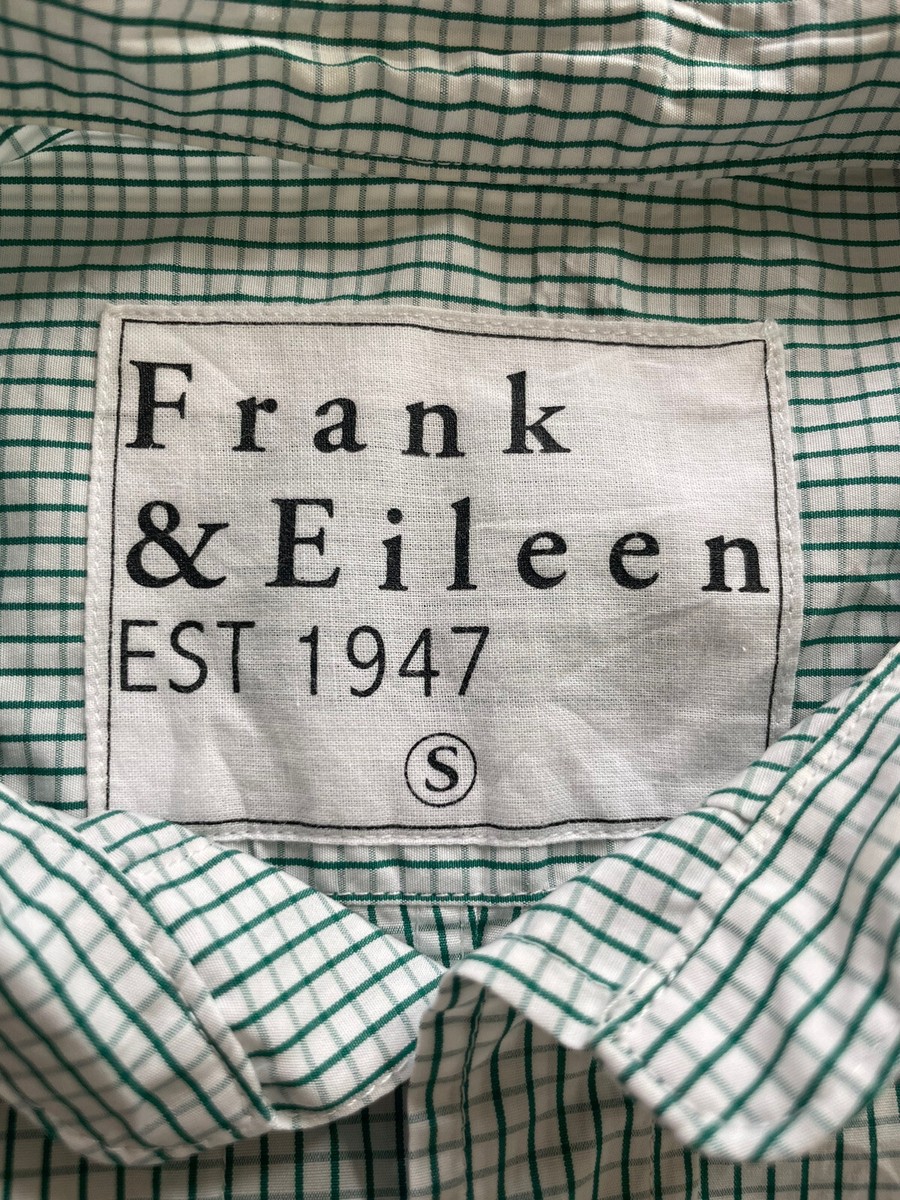 Frank
& Eileen
EST 1947
S